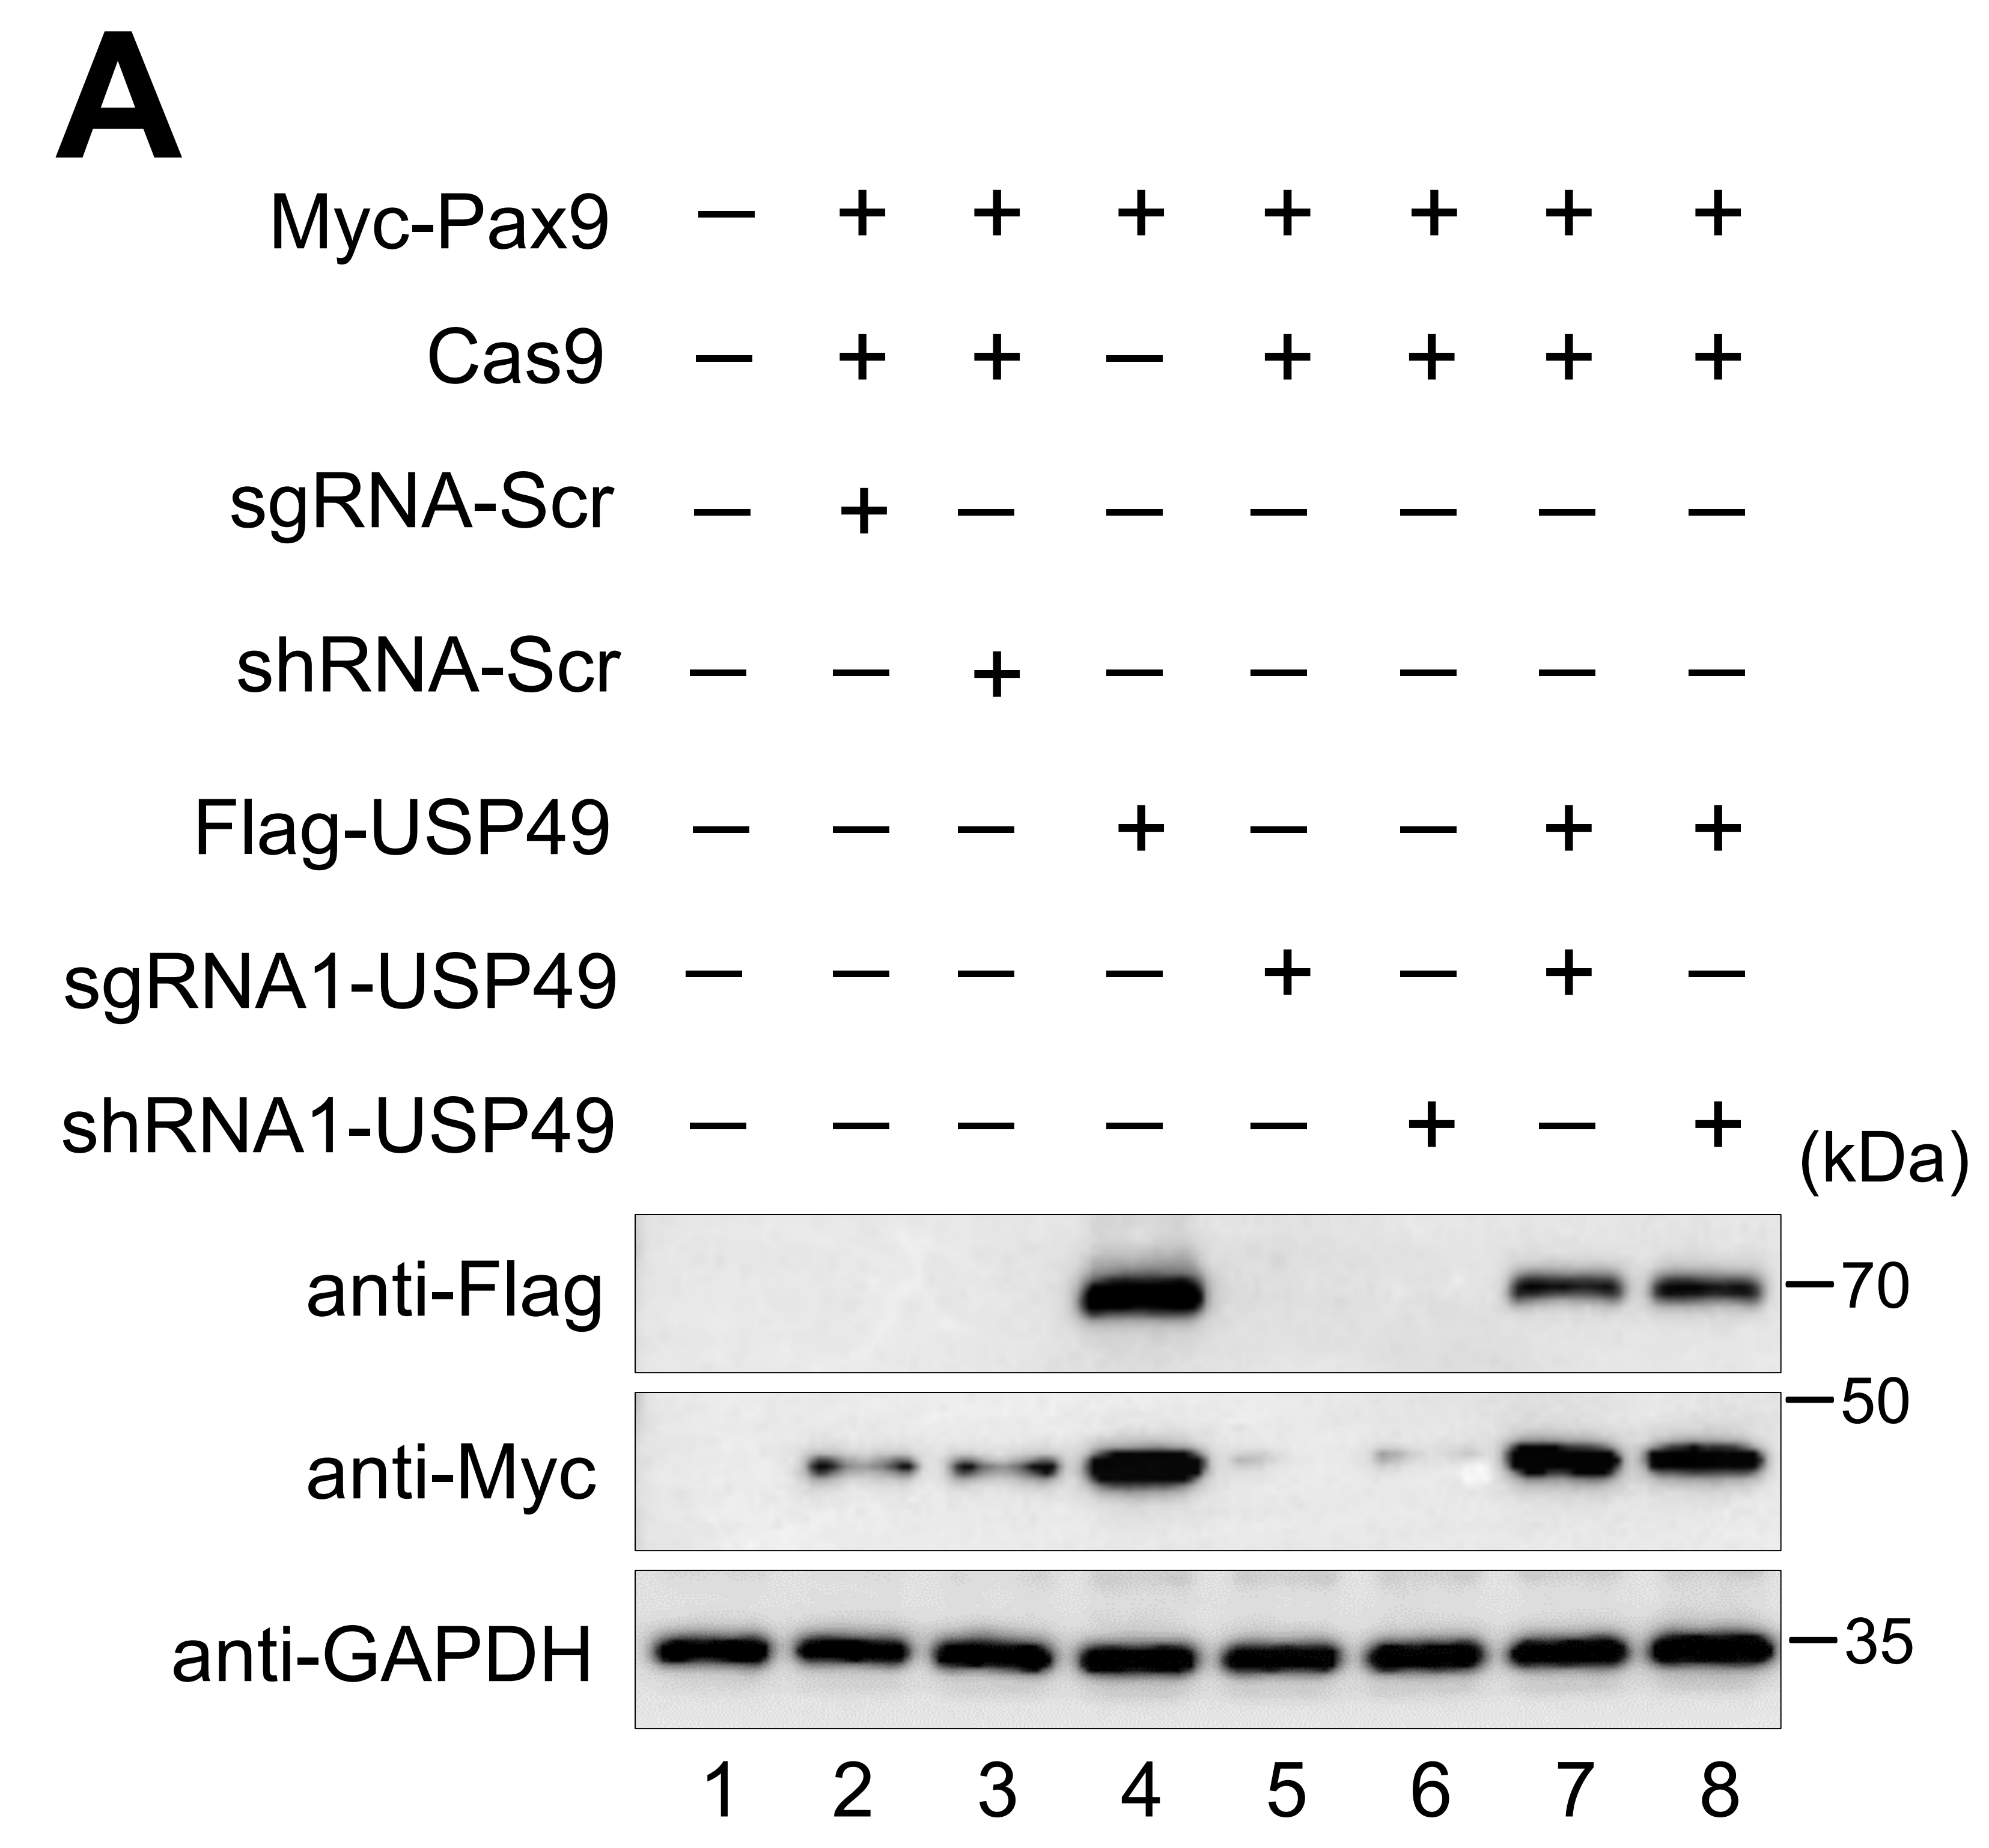 A
Myc-Pax9 — + + + + + + +
Cas9 — + + — + + + +
sgRNA-Scr — + — — — — — —
shRNA-Scr — — + — — — — —
Flag-USP49 — — — + — — + +
sgRNA1-USP49 — — — — + — + —
shRNA1-USP49 — — — — — + — +
(kDa)
anti-Flag —70
—50
anti-Myc
anti-GAPDH —35
1 2 3 4 5 6 7 8